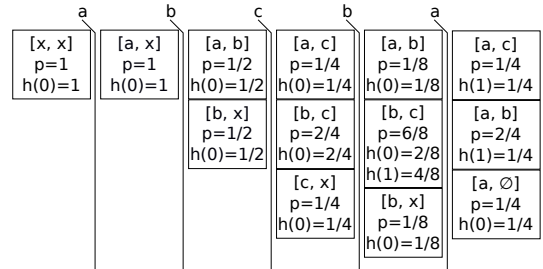 a b c b a
[x, x]
p=1
h(0)=1
[a, x]
p=1
h(0)=1
[a, b]
p=1/2
h(0)=1/2
[b, x]
p=1/2
h(0)=1/2
[a, c]
p=1/4
h(0)=1/4
[b, c]
p=2/4
h(0)=2/4
[c, x]
p=1/4
h(0)=1/4
[a, b]
p=1/8
h(0)=1/8
[b, c]
p=6/8
h(0)=2/8
h(1)=4/8
[b, x]
p=1/8
h(0)=1/8
[a, c]
p=1/4
h(1)=1/4
[a, b]
p=2/4
h(1)=1/4
[a, ∅]
p=1/4
h(0)=1/4